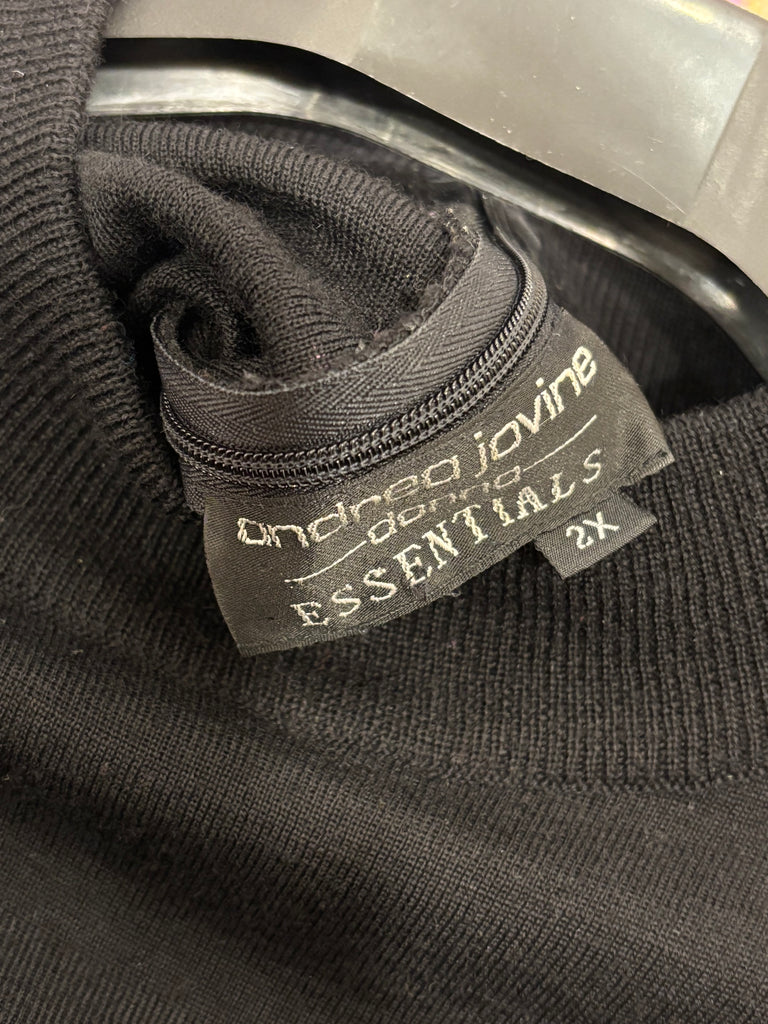 andrea jovine
donna
ESSENTIALS
2X